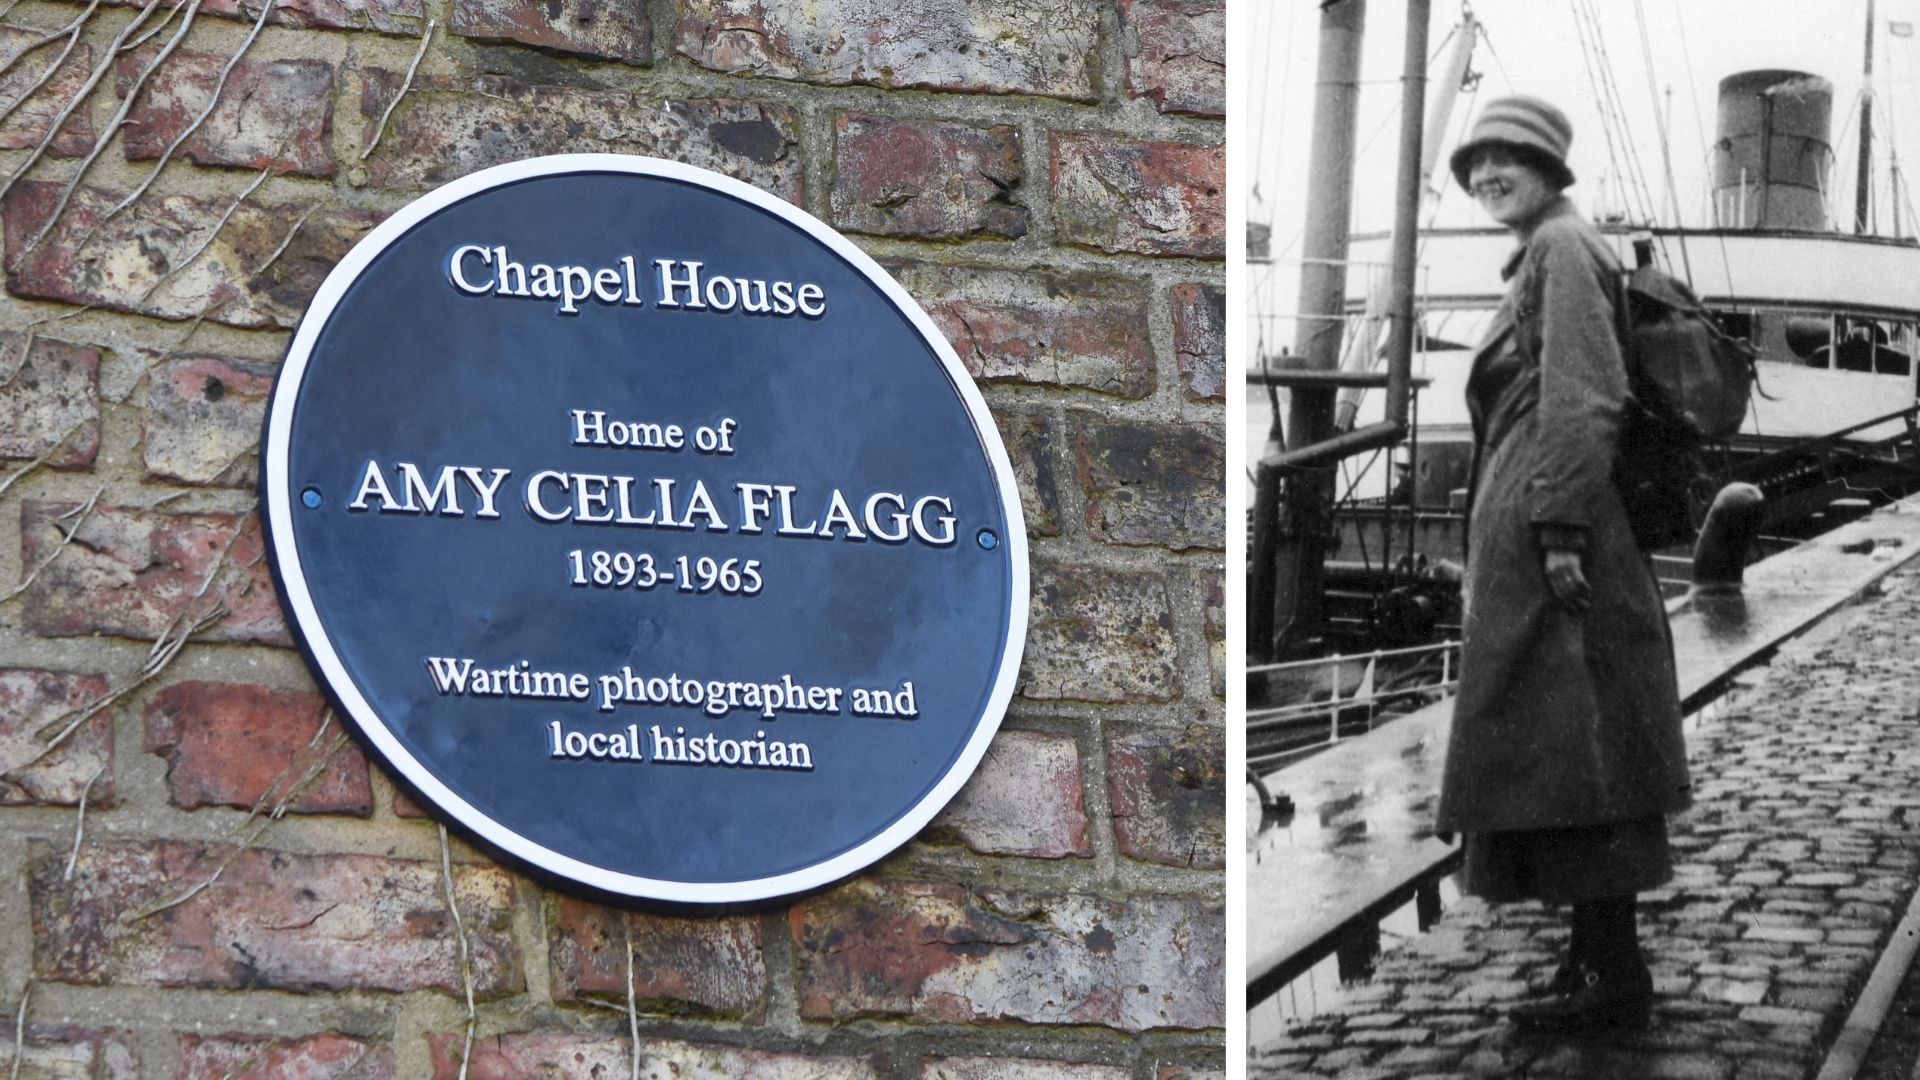 Chapel House
Home of
AMY CELIA FLAGG
1893-1965
Wartime photographer and
local historian